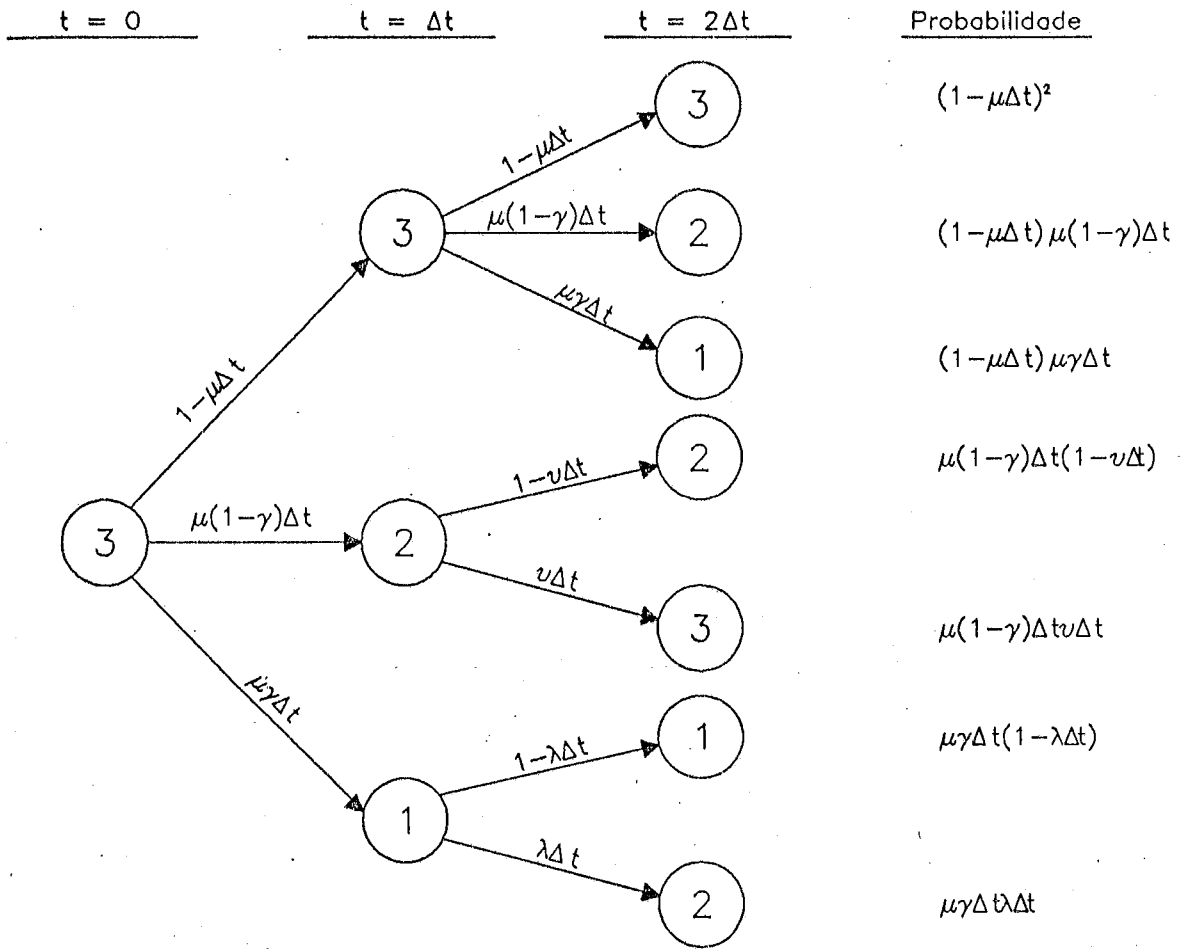 t = 0 t = Δt t = 2Δt Probabilidade
3 (1-μΔt)²
1-μΔt
3 μ(1-γ)Δt 2 (1-μΔt) μ(1-γ)Δt
μγΔt
1 (1-μΔt) μγΔt
1-μΔt
2 μ(1-γ)Δt(1-υΔt)
1-υΔt
3 μ(1-γ)Δt 2
υΔt
3 μ(1-γ)ΔtυΔt
μγΔt
1 μγΔt(1-λΔt)
1-λΔt
1
λΔt
2 μγΔtλΔt